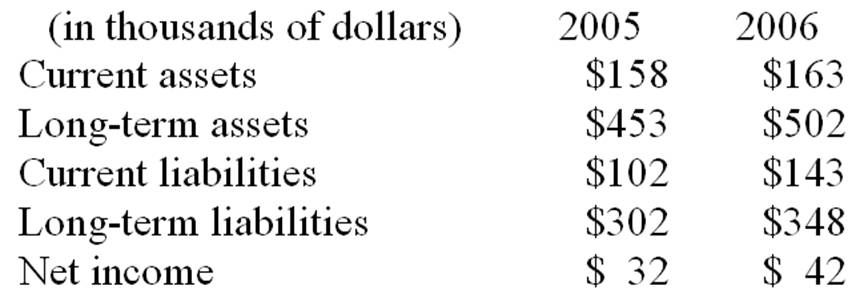 (in thousands of dollars) 2005 2006
Current assets $158 $163
Long-term assets $453 $502
Current liabilities $102 $143
Long-term liabilities $302 $348
Net income $ 32 $ 42